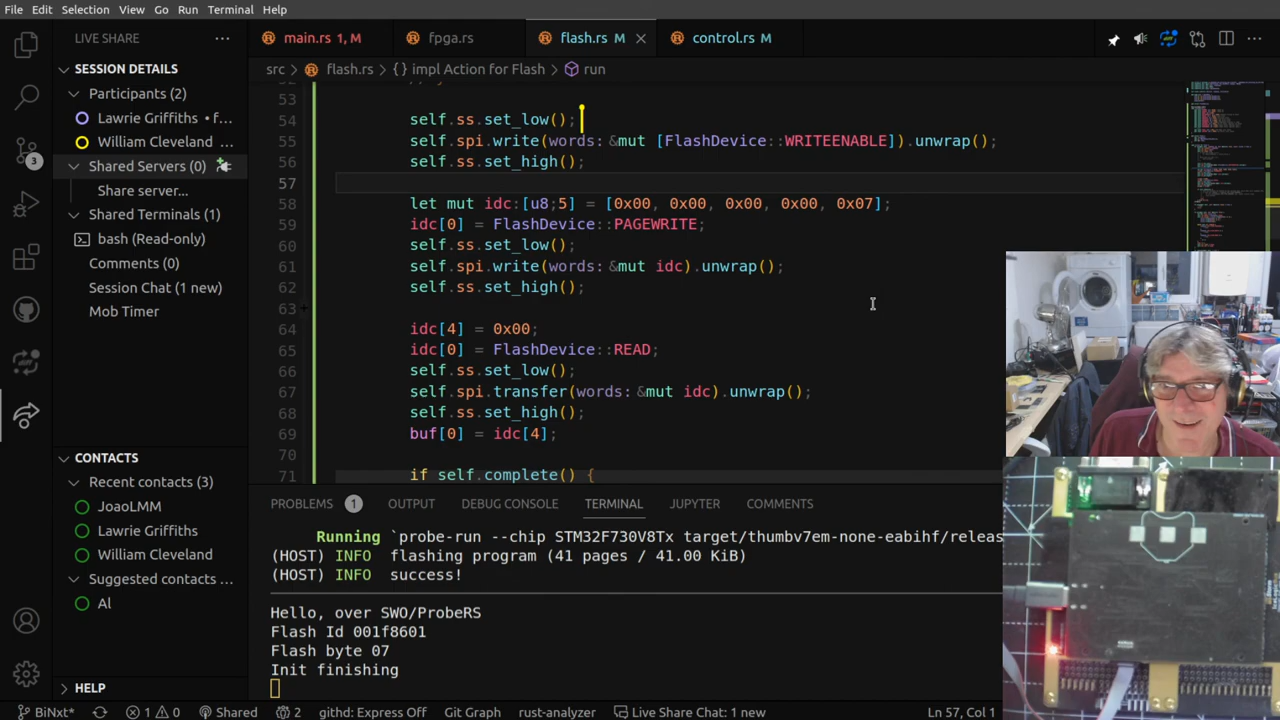 File Edit Selection View Go Run Terminal Help
LIVE SHARE ···
main.rs 1, M fpga.rs flash.rs M control.rs M
SESSION DETAILS
Participants (2)
Lawrie Griffiths • f...
William Cleveland ...
Shared Servers (0)
Share server...
Shared Terminals (1)
bash (Read-only)
Comments (0)
Session Chat (1 new)
Mob Timer
3
CONTACTS
Recent contacts (3)
JoaoLMM
Lawrie Griffiths
William Cleveland
Suggested contacts ...
Al
HELP
src > flash.rs > {} impl Action for Flash > run
53
54 self.ss.set_low();
55 self.spi.write(words: &mut [FlashDevice::WRITEENABLE]).unwrap();
56 self.ss.set_high();
57
58 let mut idc:[u8;5] = [0x00, 0x00, 0x00, 0x00, 0x07];
59 idc[0] = FlashDevice::PAGEWRITE;
60 self.ss.set_low();
61 self.spi.write(words: &mut idc).unwrap();
62 self.ss.set_high();
63
64 idc[4] = 0x00;
65 idc[0] = FlashDevice::READ;
66 self.ss.set_low();
67 self.spi.transfer(words: &mut idc).unwrap();
68 self.ss.set_high();
69 buf[0] = idc[4];
70
71 if self.complete() {
PROBLEMS 1 OUTPUT DEBUG CONSOLE TERMINAL JUPYTER COMMENTS
Running `probe-run --chip STM32F730V8Tx target/thumbv7em-none-eabihf/releas
(HOST) INFO flashing program (41 pages / 41.00 KiB)
(HOST) INFO success!
Hello, over SWO/ProbeRS
Flash Id 001f8601
Flash byte 07
Init finishing
BiNxt* 1 0 Shared 2 githd: Express Off Git Graph rust-analyzer Live Share Chat: 1 new Ln 57, Col 1